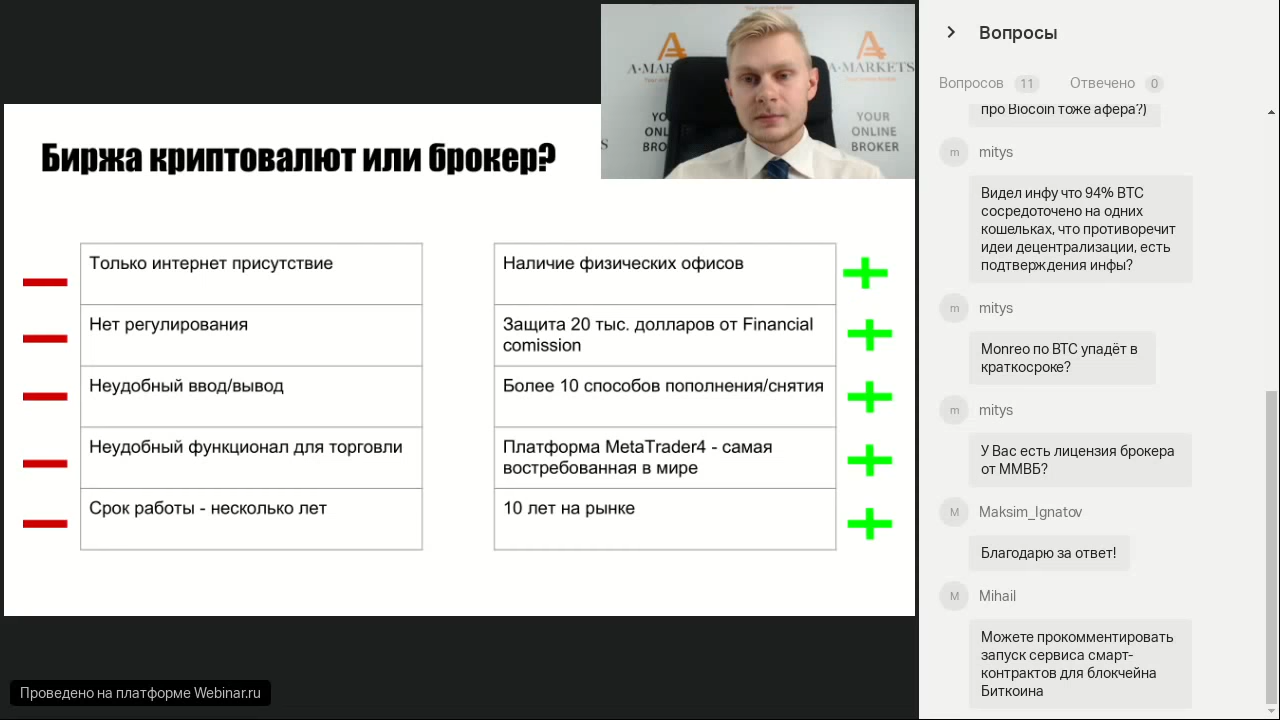 Биржа криптовалют или брокер?
A-MARKETS
YOUR
ONLINE
BROKER
Только интернет присутствие
Нет регулирования
Неудобный ввод/вывод
Неудобный функционал для торговли
Срок работы - несколько лет
Наличие физических офисов
Защита 20 тыс. долларов от Financial
comission
Более 10 способов пополнения/снятия
Платформа MetaTrader4 - самая
востребованная в мире
10 лет на рынке
Проведено на платформе Webinar.ru
Вопросы
Вопросов 11 Отвечено 0
про Biocoin тоже афера?)
m mitys
Видел инфу что 94% BTC
сосредоточено на одних
кошельках, что противоречит
идеи децентрализации, есть
подтверждения инфы?
m mitys
Monreo по BTC упадёт в
краткосроке?
m mitys
У Вас есть лицензия брокера
от ММВБ?
M Maksim_Ignatov
Благодарю за ответ!
M Mihail
Можете прокомментировать
запуск сервиса смарт-
контрактов для блокчейна
Биткоина